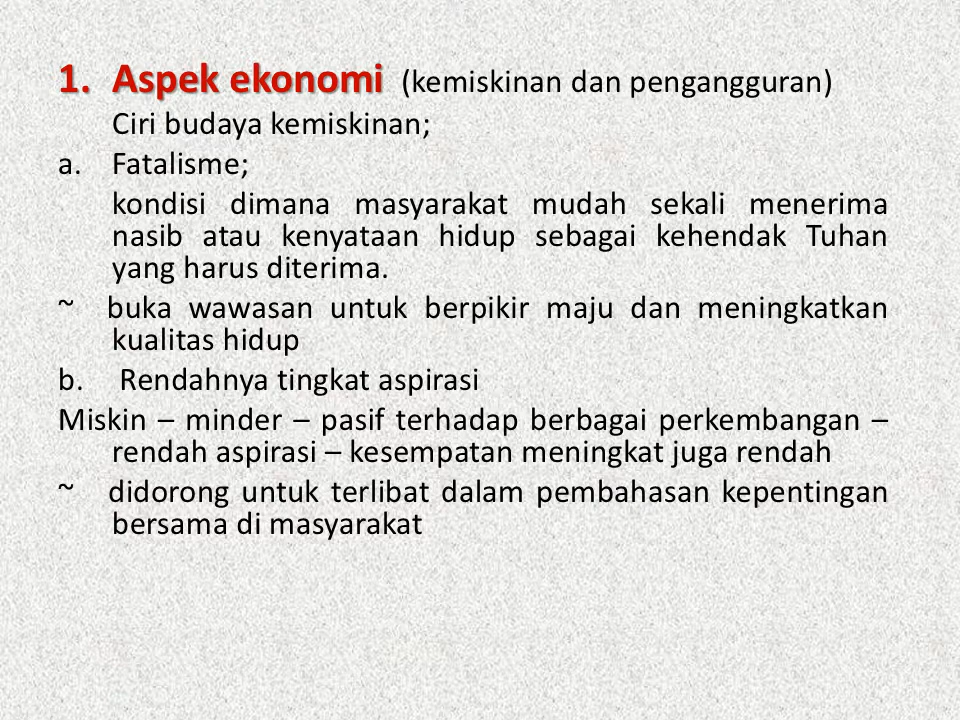 1. Aspek ekonomi (kemiskinan dan pengangguran)
Ciri budaya kemiskinan;
a. Fatalisme;
kondisi dimana masyarakat mudah sekali menerima
nasib atau kenyataan hidup sebagai kehendak Tuhan
yang harus diterima.
~ buka wawasan untuk berpikir maju dan meningkatkan
kualitas hidup
b. Rendahnya tingkat aspirasi
Miskin – minder – pasif terhadap berbagai perkembangan –
rendah aspirasi – kesempatan meningkat juga rendah
~ didorong untuk terlibat dalam pembahasan kepentingan
bersama di masyarakat